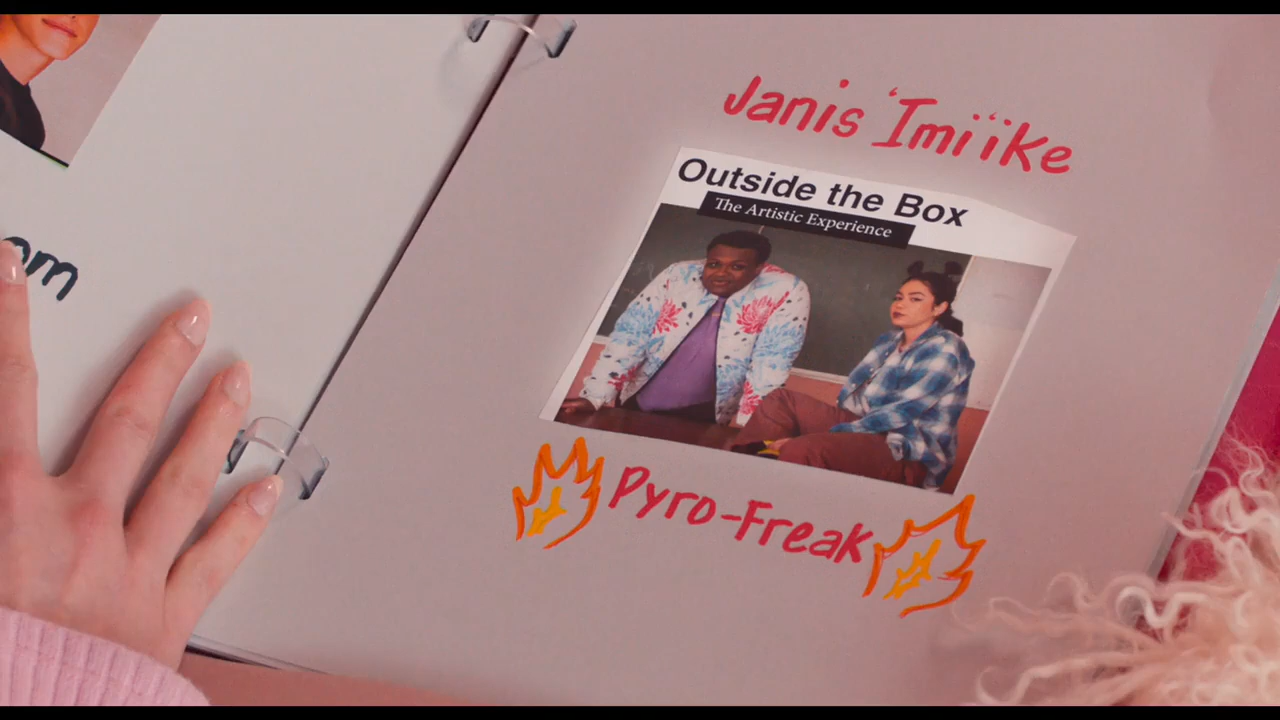 Janis 'Imi'ike
Outside the Box
The Artistic Experience
Pyro-Freak